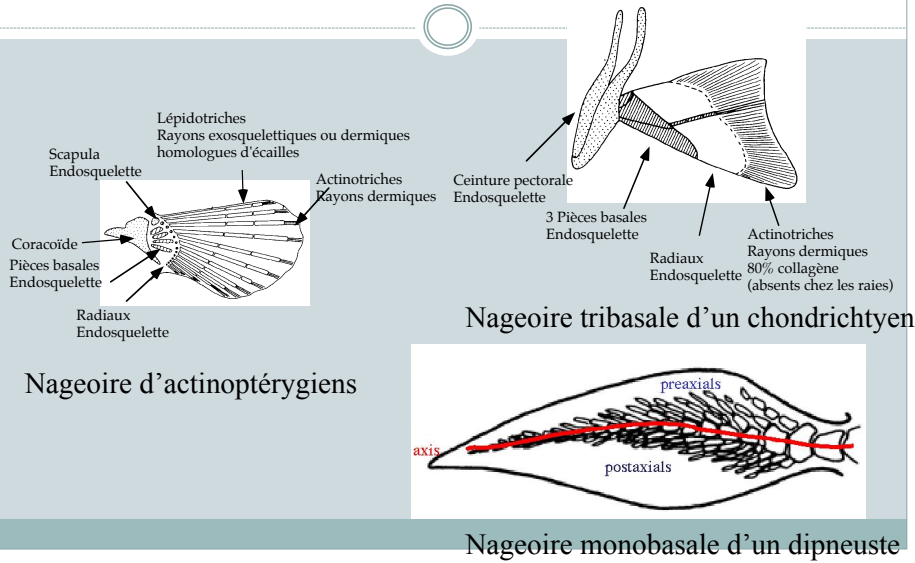 Lépidotriches
Rayons exosquelettiques ou dermiques
homologues d'écailles
Scapula
Endosquelette
Actinotriches
Rayons dermiques
Coracoïde
Pièces basales
Endosquelette
Radiaux
Endosquelette
Nageoire d’actinoptérygiens
Ceinture pectorale
Endosquelette
3 Pièces basales
Endosquelette
Radiaux
Endosquelette
Actinotriches
Rayons dermiques
80% collagène
(absents chez les raies)
Nageoire tribasale d’un chondrichtyen
preaxials
axis
postaxials
Nageoire monobasale d’un dipneuste